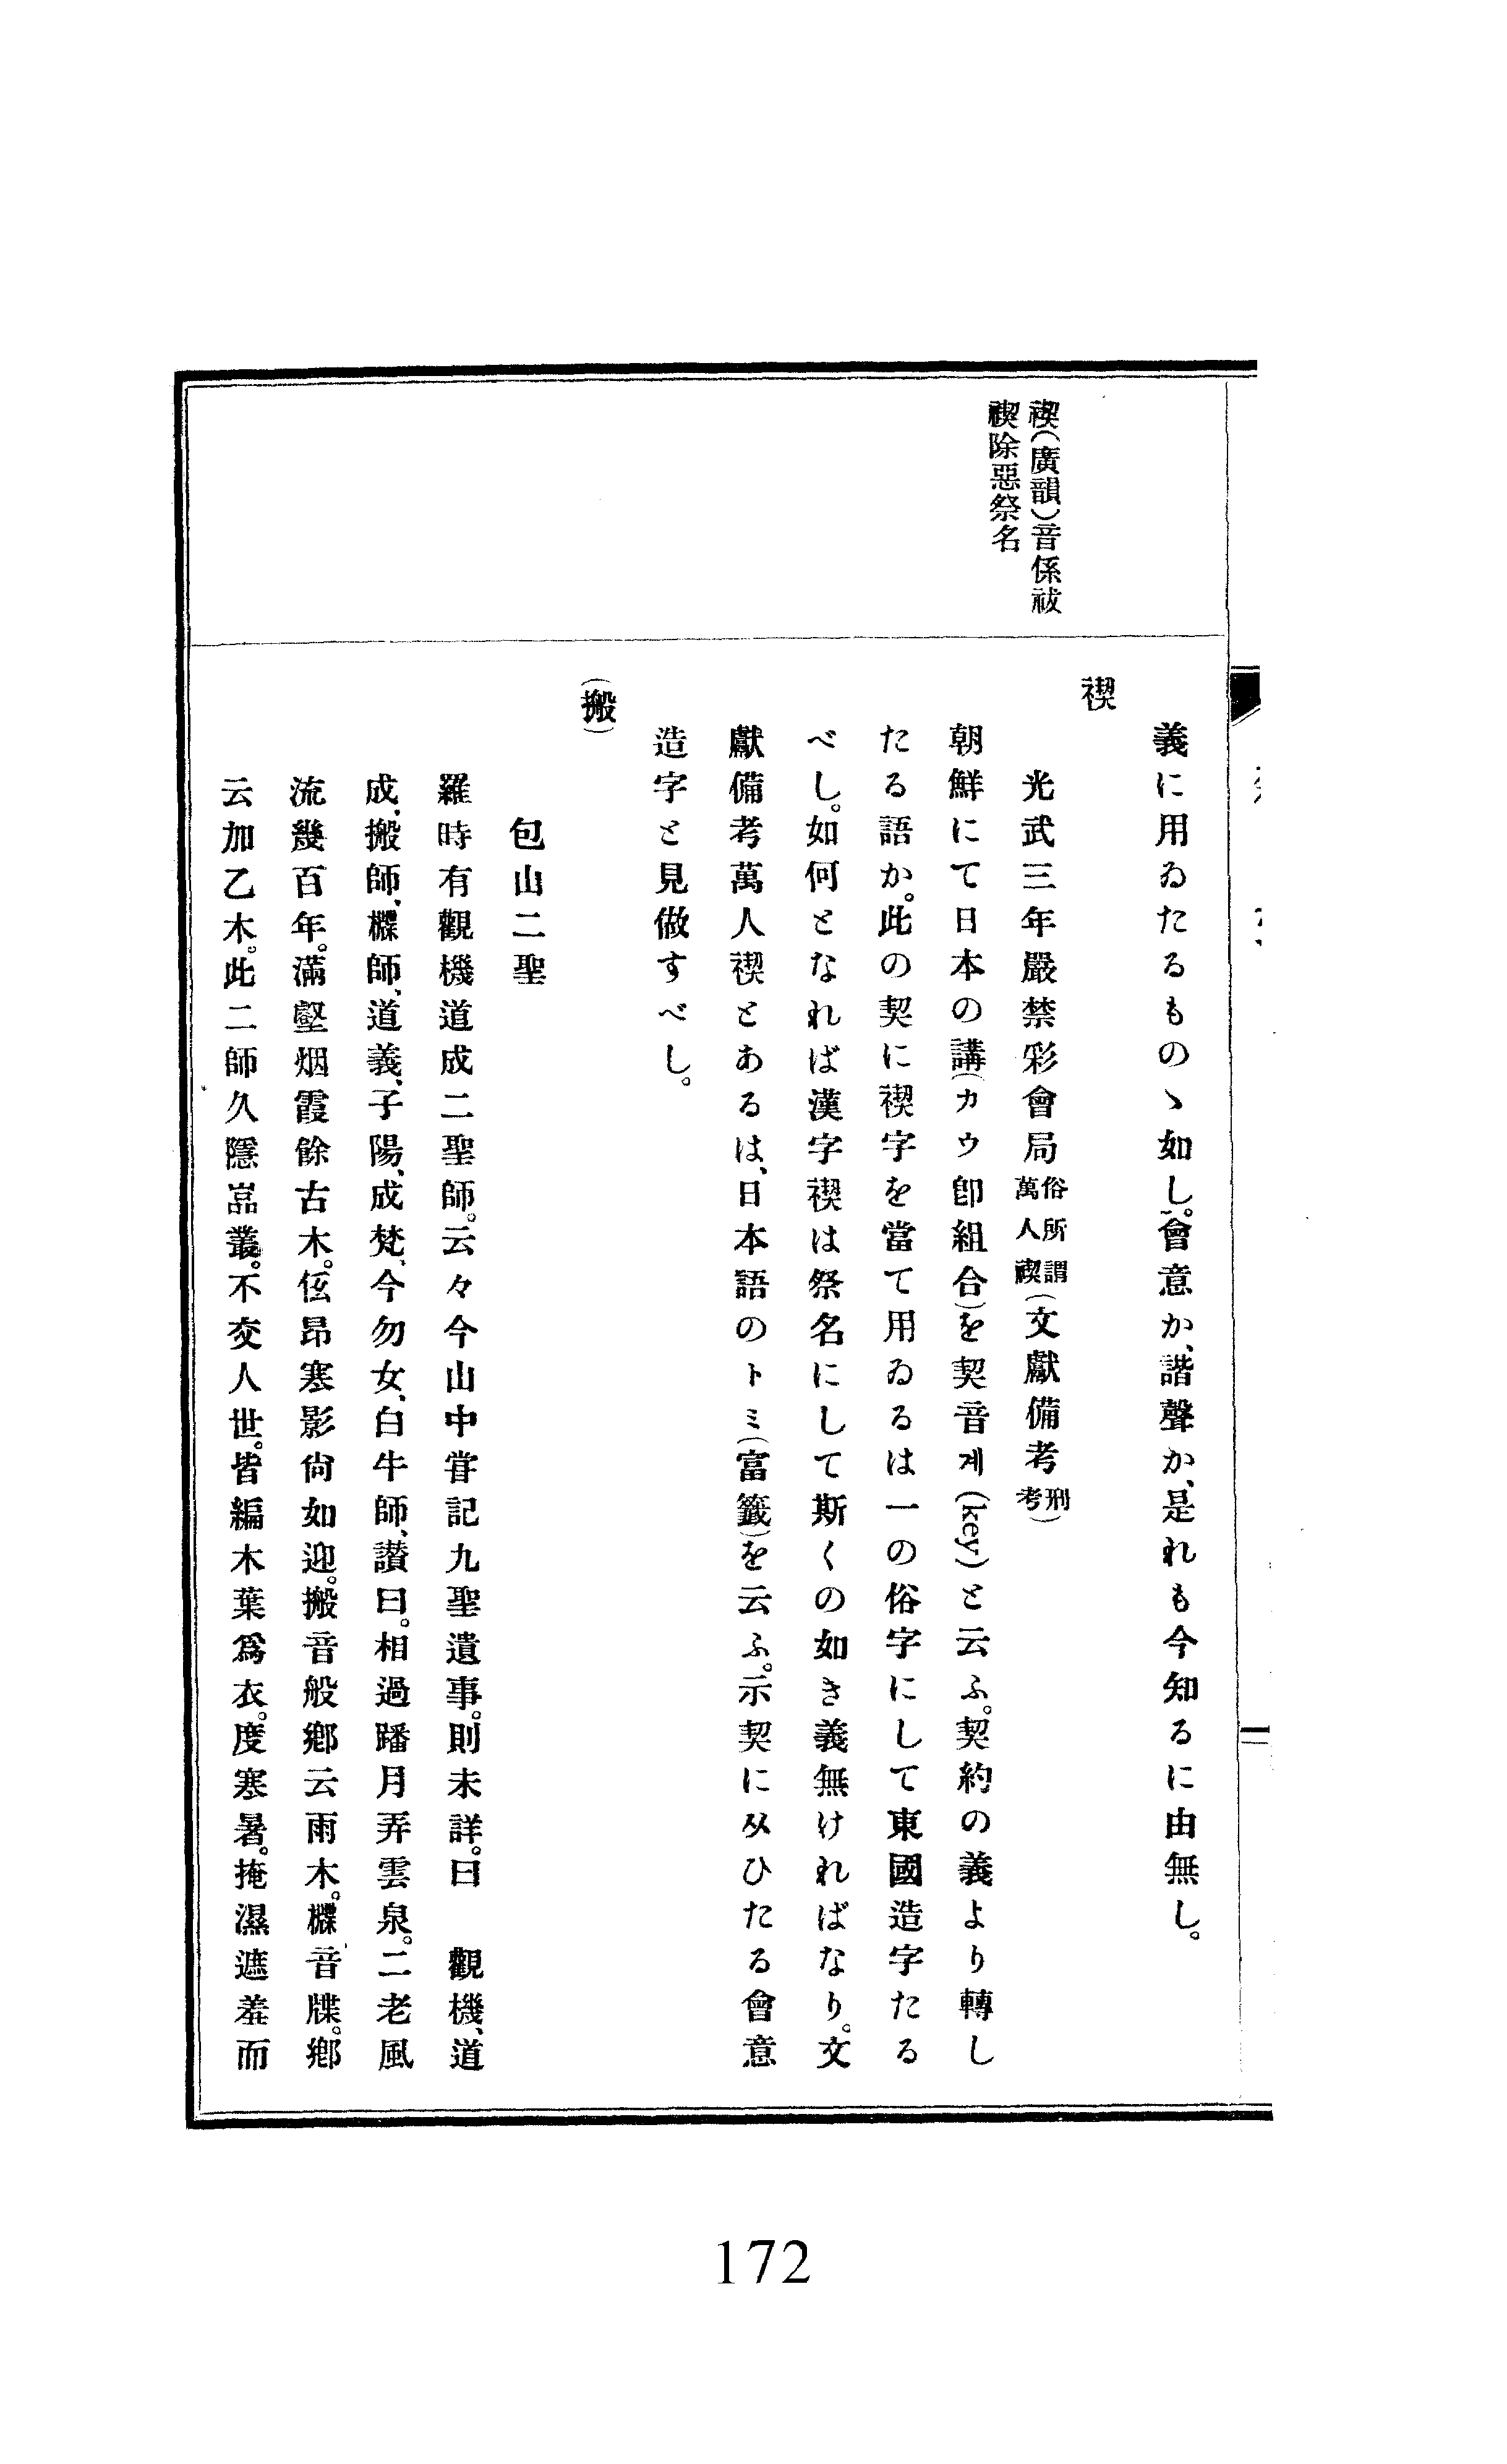 禊(廣韻)音係祓
禊除惡祭名
義に用ゐたるものゝ如し。會意か、諧聲か、是れも今知るに由無し。
禊
光武三年嚴禁彩會局俗所謂萬人禊(文獻備考刑考)
朝鮮にて日本の講(カウ卽組合)を契音계(key)と云ふ。契約の義より轉し
たる語か。此の契に禊字を當て用ゐるは一の俗字にして東國造字たる
べし。如何となれば漢字禊は祭名にして斯くの如き義無ければなり。文
獻備考萬人禊とあるは、日本語のトミ(富籤)を云ふ。示契に从ひたる會意
造字と見做すべし。
(搬)
包山二聖
羅時有觀機道成二聖師。云々今山中甞記九聖遺事。則未詳。曰 觀機、道
成、搬師、㯹師、道義、子陽、成梵、今勿女、白牛師、讃曰。相過踏月弄雲泉。二老風
流幾百年。滿壑烟霞餘古木。伭昂寒影尙如迎。搬音般鄕云雨木。㯹音牒。鄕
云加乙木。此二師久隱嵓叢。不交人世。皆編木葉爲衣。度寒暑。掩濕遮羞而
172